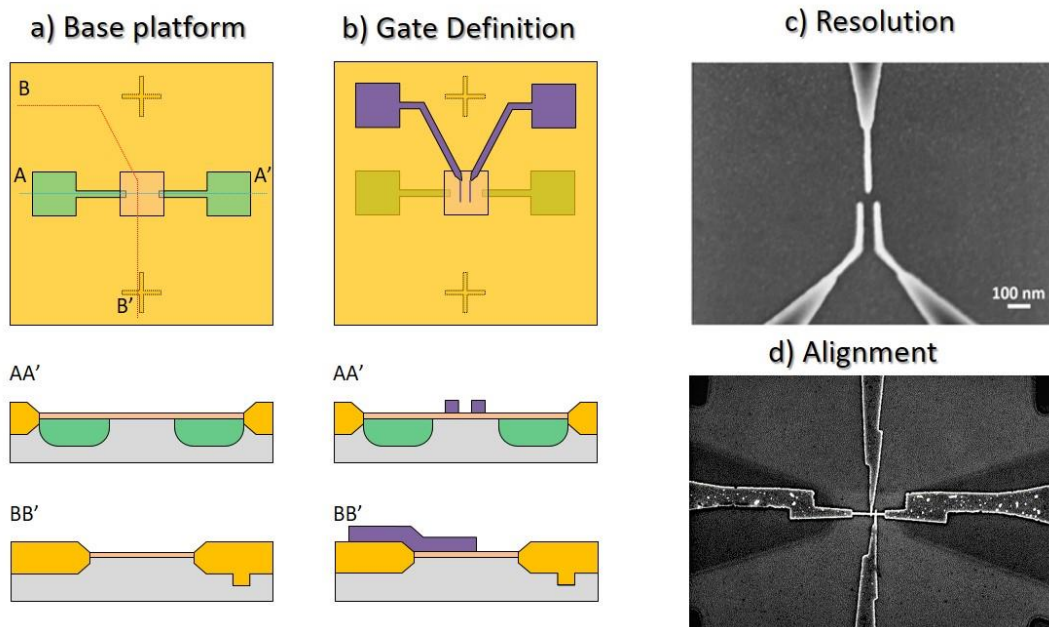 a) Base platform
B
A
A’
B’
AA’
BB’
b) Gate Definition
AA’
BB’
c) Resolution
100 nm
d) Alignment